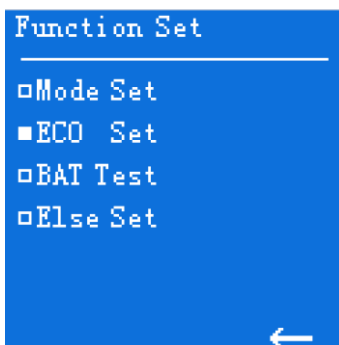 Function Set
Mode Set
ECO Set
BAT Test
Else Set